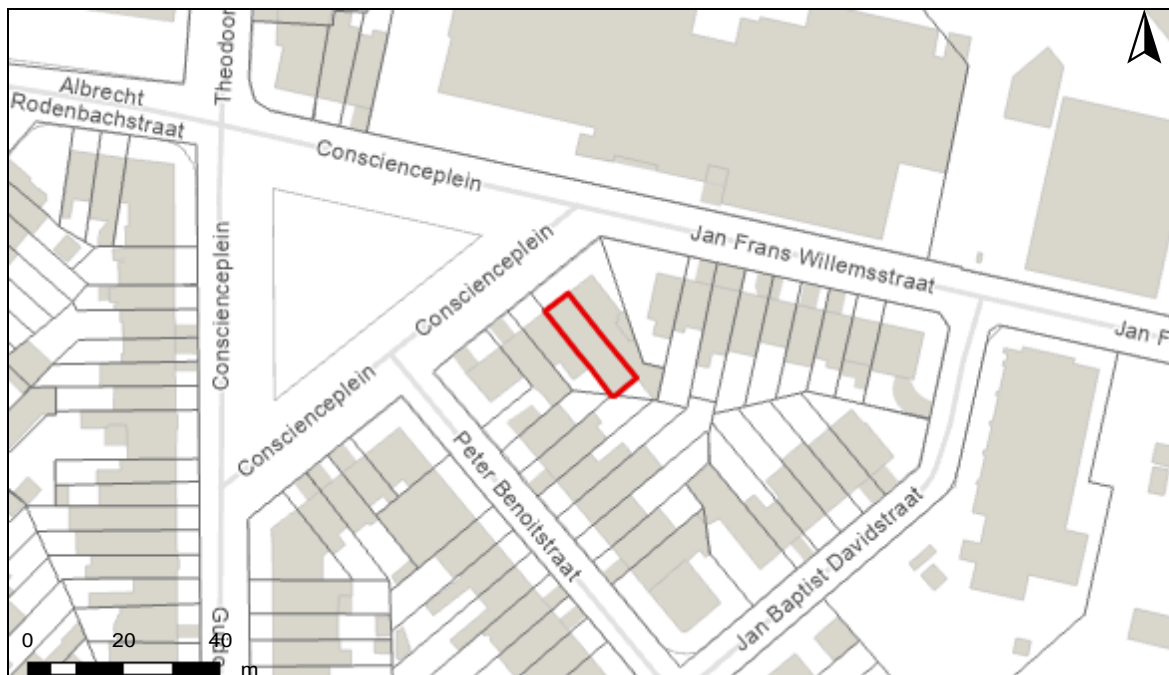 Albrecht
Rodenbachstraat
Theodoor
Conscienceplein
Jan Frans Willemsstraat
Conscienceplein
Conscienceplein
Jan F
Conscienceplein
Peter Benoitstraat
Jan Baptist Davidstraat
Guido
0 20 40
m